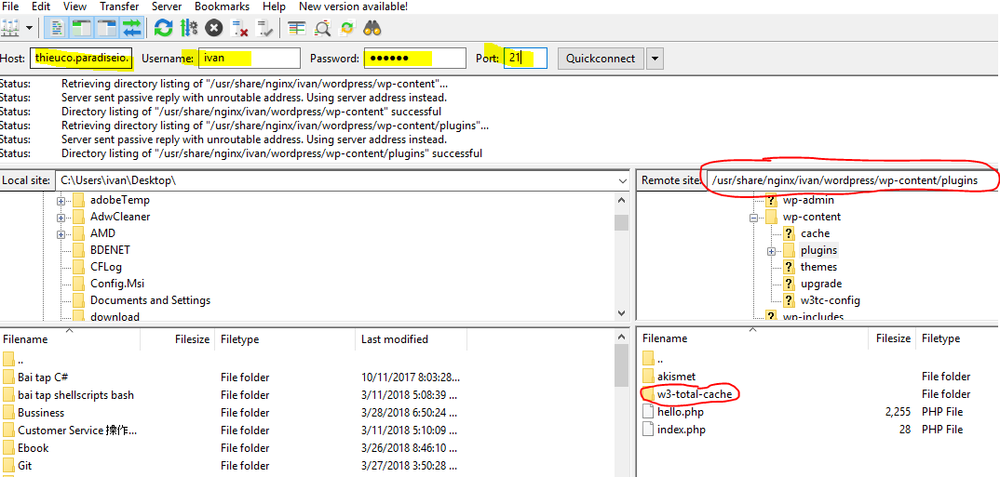 File Edit View Transfer Server Bookmarks Help New version available!
Host: thieuco.paradiseio. Username: ivan Password: ●●●●●● Port: 21 Quickconnect
Status: Retrieving directory listing of "/usr/share/nginx/ivan/wordpress/wp-content"...
Status: Server sent passive reply with unroutable address. Using server address instead.
Status: Directory listing of "/usr/share/nginx/ivan/wordpress/wp-content" successful
Status: Retrieving directory listing of "/usr/share/nginx/ivan/wordpress/wp-content/plugins"...
Status: Server sent passive reply with unroutable address. Using server address instead.
Status: Directory listing of "/usr/share/nginx/ivan/wordpress/wp-content/plugins" successful
Local site: C:\Users\ivan\Desktop\
adobeTemp
AdwCleaner
AMD
BDENET
CFLog
Config.Msi
Documents and Settings
download
Filename Filesize Filetype Last modified
..
Bai tap C# File folder 10/11/2017 8:03:28...
bai tap shellscripts bash File folder 3/11/2018 5:08:39 ...
Bussiness File folder 3/28/2018 6:50:24 ...
Customer Service 操作... File folder 3/11/2018 5:10:09 ...
Ebook File folder 3/26/2018 8:46:10 ...
Git File folder 3/27/2018 3:50:28 ...
Remote site: /usr/share/nginx/ivan/wordpress/wp-content/plugins
wp-admin
wp-content
cache
plugins
themes
upgrade
w3tc-config
wp-includes
Filename Filesize Filetype
..
akismet File folder
w3-total-cache File folder
hello.php 2,255 PHP File
index.php 28 PHP File